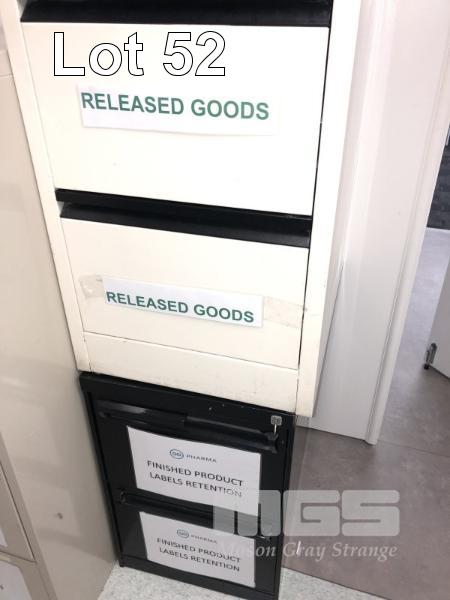 Lot 52
RELEASED GOODS
RELEASED GOODS
PHARMA
FINISHED PRODUCT
LABELS RETENTION
PHARMA
FINISHED PRODUCT
LABELS RETENTION
MGS
Mason Gray Strange